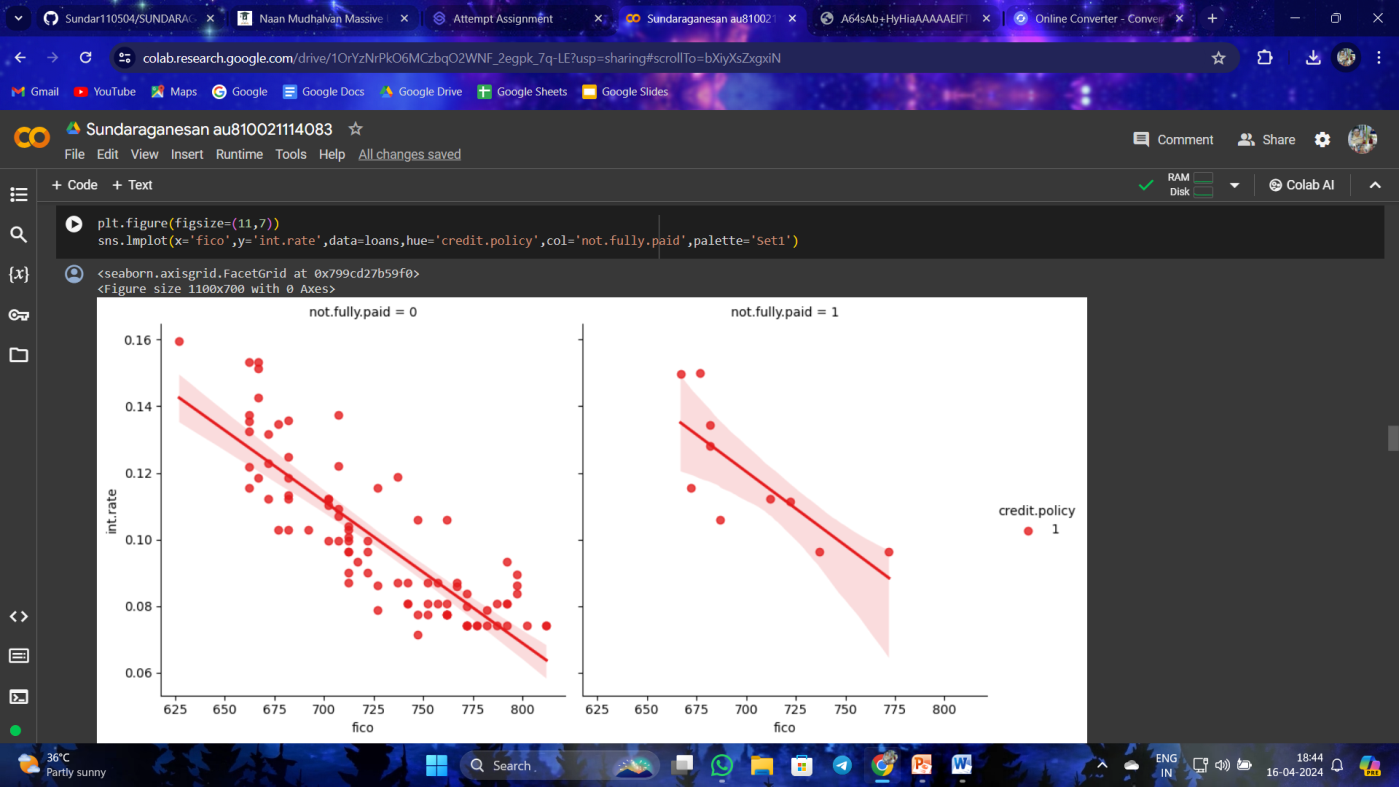 Sundar110504/SUNDARAG
Naan Mudhalvan Massive
Attempt Assignment
Sundaraganesan au810021
A64sAb+HyHiaAAAAAElFT
Online Converter - Conver
colab.research.google.com/drive/1OrYzNrPkO6MCzbqO2WNF_2egpk_7q-LE?usp=sharing#scrollTo=bXiyXsZxgxiN
Gmail YouTube Maps Google Google Docs Google Drive Google Sheets Google Slides
Sundaraganesan au810021114083
File Edit View Insert Runtime Tools Help All changes saved
Comment Share
+ Code + Text
RAM
Disk
Colab AI
plt.figure(figsize=(11,7))
sns.lmplot(x='fico',y='int.rate',data=loans,hue='credit.policy',col='not.fully.paid',palette='Set1')
<seaborn.axisgrid.FacetGrid at 0x799cd27b59f0>
<Figure size 1100x700 with 0 Axes>
not.fully.paid = 0
not.fully.paid = 1
0.16
0.14
0.12
0.10
0.08
0.06
int.rate
625 650 675 700 725 750 775 800
fico
625 650 675 700 725 750 775 800
fico
credit.policy
1
36°C
Partly sunny
Search
ENG
IN
18:44
16-04-2024
PRE